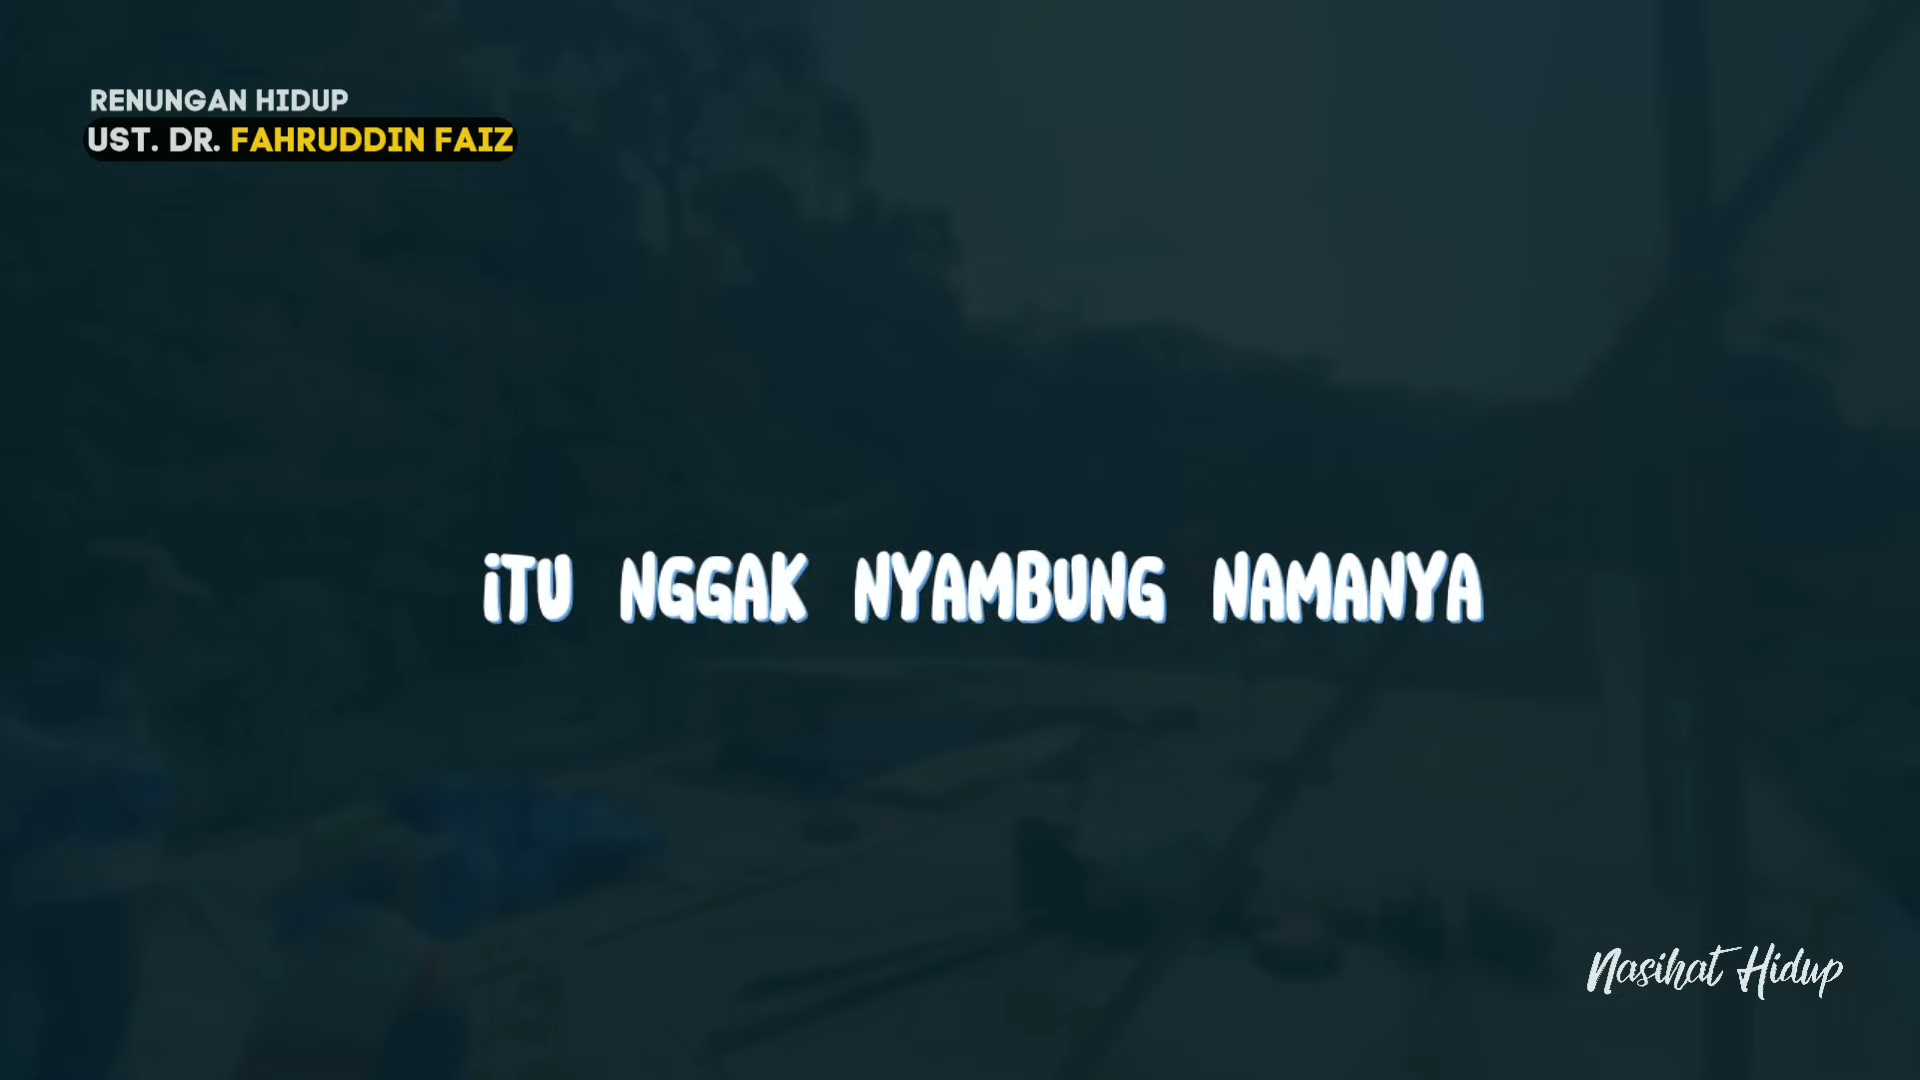 RENUNGAN HIDUP
UST. DR. FAHRUDDIN FAIZ
iTU NGGAK NYAMBUNG NAMANYA
Nasihat Hidup